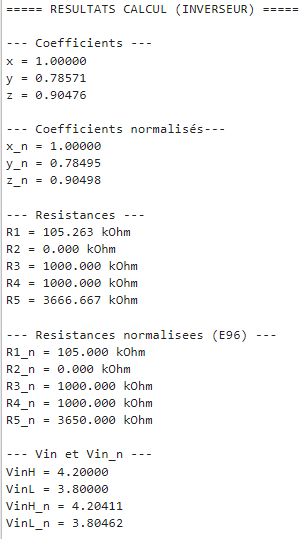 ===== RESULTATS CALCUL (INVERSEUR) =====
--- Coefficients ---
x = 1.00000
y = 0.78571
z = 0.90476
--- Coefficients normalisés---
x_n = 1.00000
y_n = 0.78495
z_n = 0.90498
--- Resistances ---
R1 = 105.263 kOhm
R2 = 0.000 kOhm
R3 = 1000.000 kOhm
R4 = 1000.000 kOhm
R5 = 3666.667 kOhm
--- Resistances normalisees (E96) ---
R1_n = 105.000 kOhm
R2_n = 0.000 kOhm
R3_n = 1000.000 kOhm
R4_n = 1000.000 kOhm
R5_n = 3650.000 kOhm
--- Vin et Vin_n ---
VinH = 4.20000
VinL = 3.80000
VinH_n = 4.20411
VinL_n = 3.80462